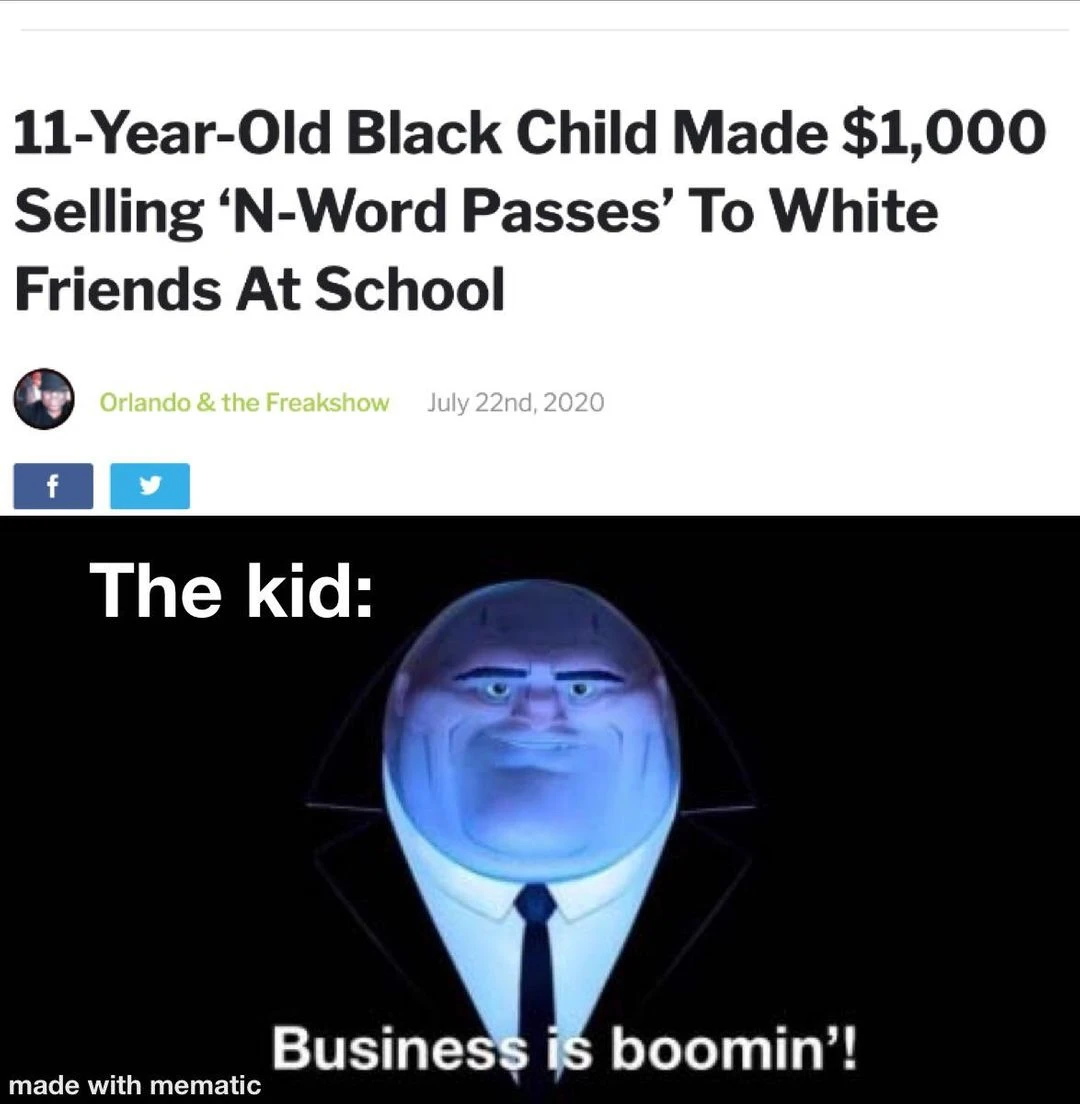 11-Year-Old Black Child Made $1,000
Selling ‘N-Word Passes’ To White
Friends At School
Orlando & the Freakshow July 22nd, 2020
f
The kid:
Business is boomin’!
made with mematic